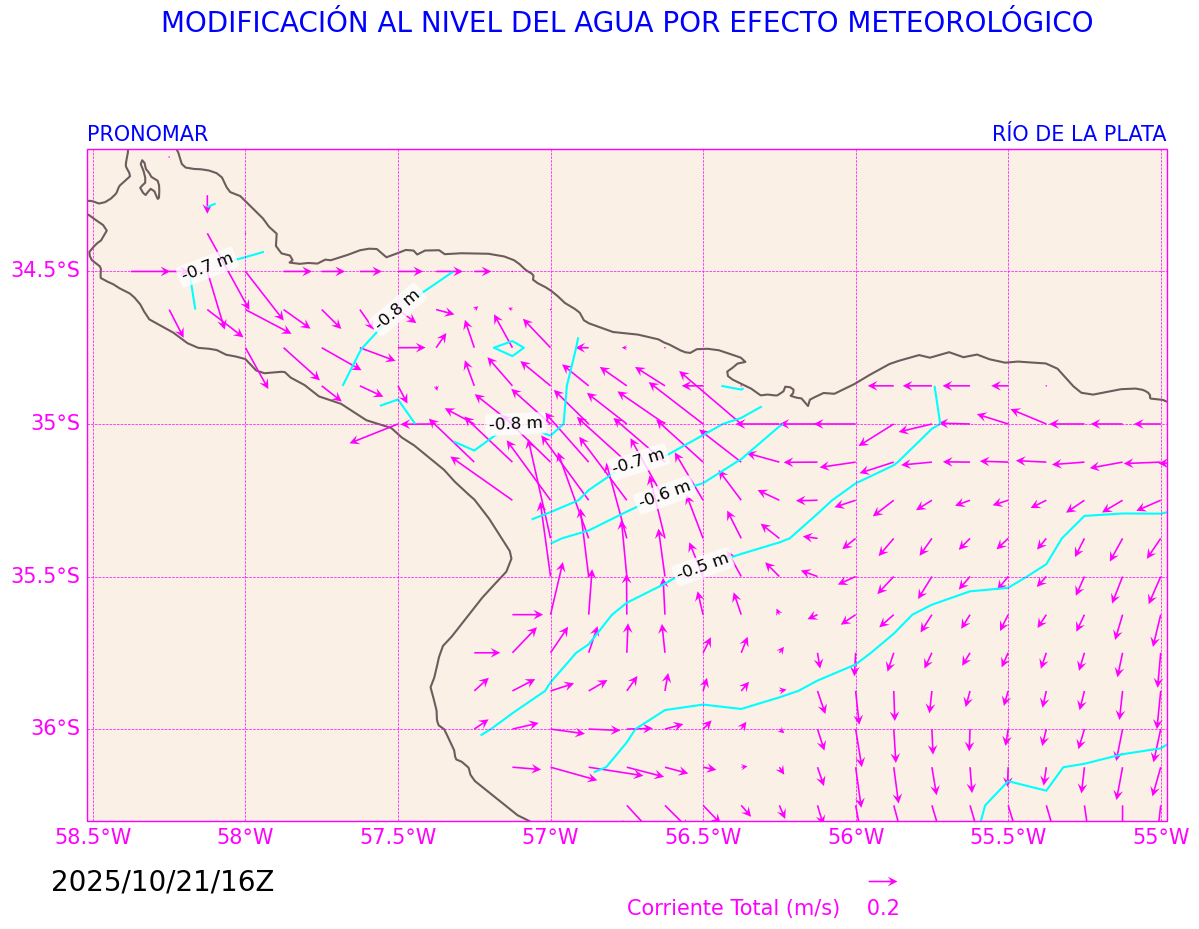 MODIFICACIÓN AL NIVEL DEL AGUA POR EFECTO METEOROLÓGICO
PRONOMAR
RÍO DE LA PLATA
-0.7 m
34.5°S
-0.8 m
35°S
-0.8 m
-0.7 m
-0.6 m
-0.5 m
35.5°S
36°S
58.5°W 58°W 57.5°W 57°W 56.5°W 56°W 55.5°W 55°W
2025/10/21/16Z
Corriente Total (m/s) 0.2